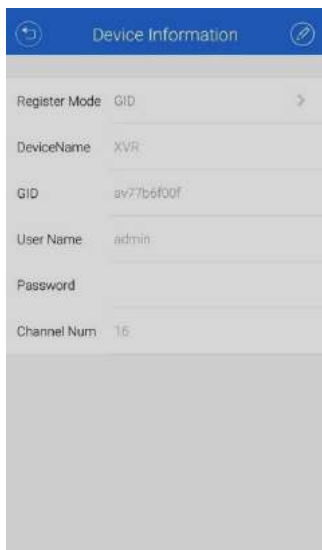 Device Information
Register Mode GID
DeviceName XVR
GID av77b6f00f
User Name admin
Password
Channel Num 16